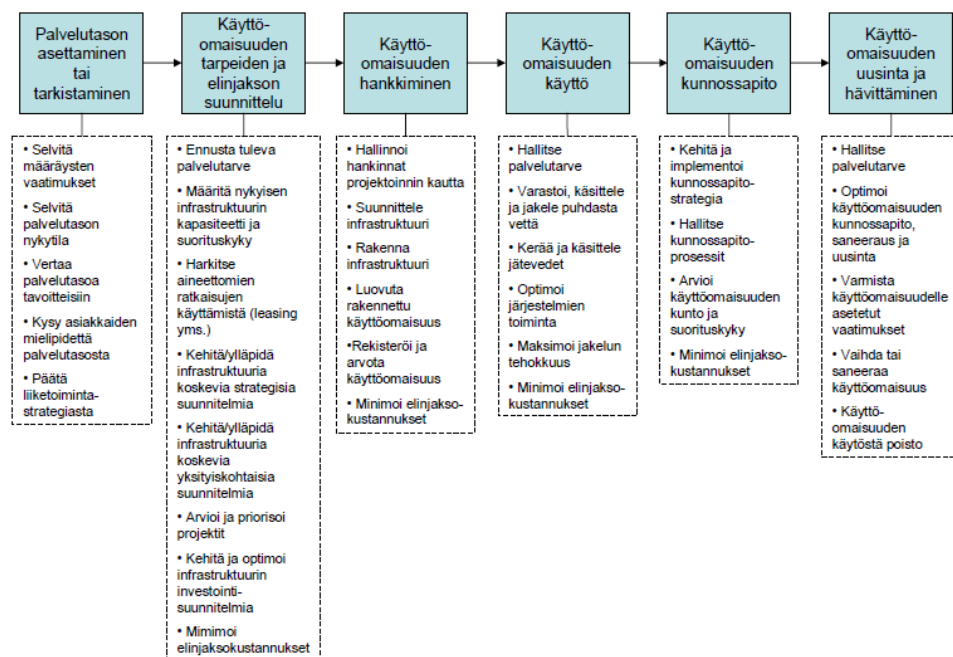 Palvelutason
asettaminen
tai
tarkistaminen
Käyttö-
omaisuuden
tarpeiden ja
elinjakson
suunnittelu
Käyttö-
omaisuuden
hankkiminen
Käyttö-
omaisuuden
käyttö
Käyttö-
omaisuuden
kunnossapito
Käyttö-
omaisuuden
uusinta ja
hävittäminen
• Selvitä
määräysten
vaatimukset
• Selvitä
palvelutason
nykytila
• Vertaa
palvelutasoa
tavoitteisiin
• Kysy asiakkaiden
mielipidettä
palvelutasosta
• Päätä
liiketoiminta-
strategiasta
• Ennusta tuleva
palvelutarve
• Määritä nykyisen
infrastruktuurin
kapasiteetti ja
suorituskyky
• Harkitse
aineettomien
ratkaisujen
käyttämistä (leasing
yms.)
• Kehitä/ylläpidä
infrastruktuuria
koskevia strategisia
suunnitelmia
• Kehitä/ylläpidä
infrastruktuuria
koskevia
yksityiskohtaisia
suunnitelmia
• Arvioi ja priorisoi
projektit
• Kehitä ja optimoi
infrastruktuurin
investointi-
suunnitelmia
• Mimimoi
elinjaksokustannukset
• Hallinnoi
hankinnat
projektoinnin kautta
• Suunnittele
infrastruktuuri
• Rakenna
infrastruktuuri
• Luovuta
rakennettu
käyttöomaisuus
•Rekisteröi ja
arvota
käyttöomaisuus
• Minimoi elinjakso-
kustannukset
• Hallitse
palvelutarve
• Varastoi, käsittele
ja jakele puhdasta
vettä
• Kerää ja käsittele
jätevedet
• Optimoi
järjestelmien
toiminta
• Maksimoi jakelun
tehokkuus
• Minimoi elinjakso-
kustannukset
• Kehitä ja
implementoi
kunnossapito-
strategia
• Hallitse
kunnossapito-
prosessit
• Arvioi
käyttöomaisuuden
kunto ja
suorituskyky
• Minimoi elinjakso-
kustannukset
• Hallitse
palvelutarve
• Optimoi
käyttöomaisuuden
kunnossapito,
saneeraus ja
uusinta
• Varmista
käyttöomaisuudelle
asetetut
vaatimukset
• Vaihda tai
saneeraa
käyttöomaisuus
• Käyttö-
omaisuuden
käytöstä poisto